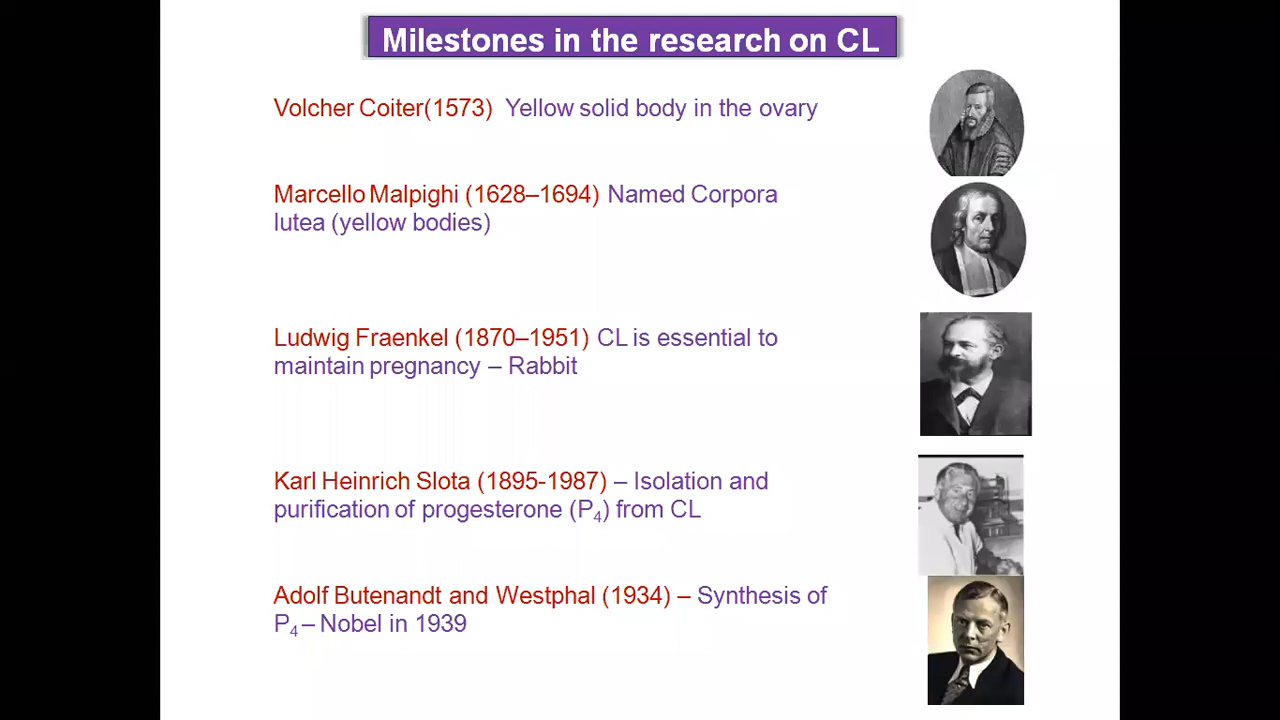 Milestones in the research on CL
Volcher Coiter(1573) Yellow solid body in the ovary
Marcello Malpighi (1628–1694) Named Corpora
lutea (yellow bodies)
Ludwig Fraenkel (1870–1951) CL is essential to
maintain pregnancy – Rabbit
Karl Heinrich Slota (1895-1987) – Isolation and
purification of progesterone (P4) from CL
Adolf Butenandt and Westphal (1934) – Synthesis of
P4 – Nobel in 1939